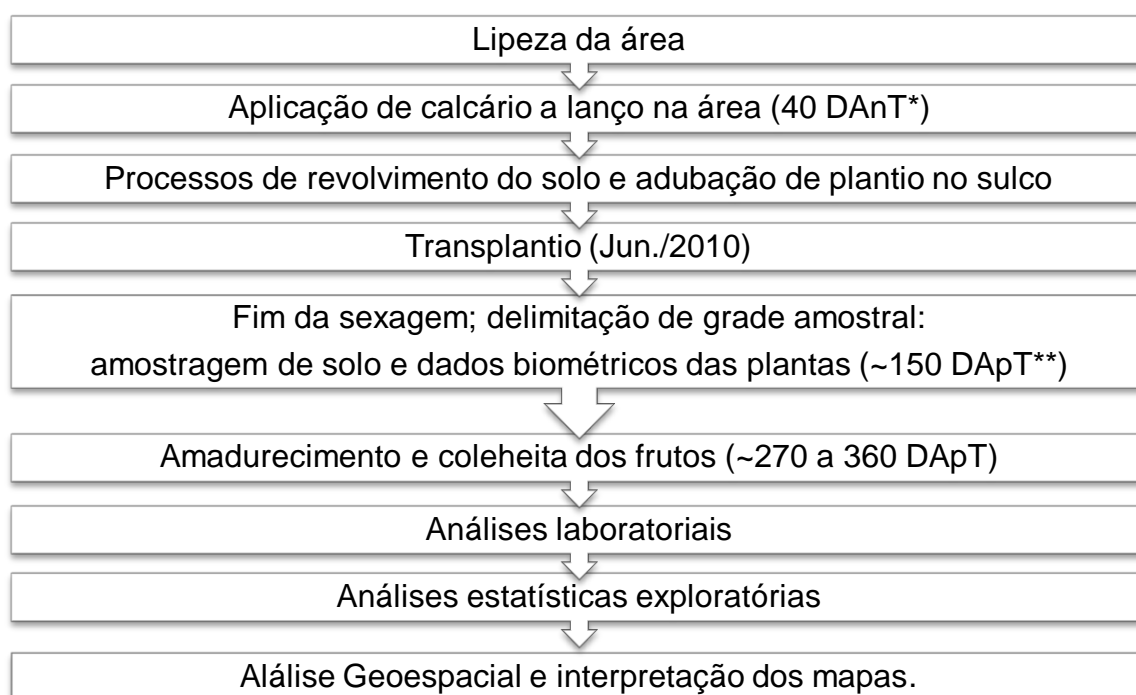 Lipeza da área
Aplicação de calcário a lanço na área (40 DAnT*)
Processos de revolvimento do solo e adubação de plantio no sulco
Transplantio (Jun./2010)
Fim da sexagem; delimitação de grade amostral:
amostragem de solo e dados biométricos das plantas (~150 DApT**)
Amadurecimento e coleheita dos frutos (~270 a 360 DApT)
Análises laboratoriais
Análises estatísticas exploratórias
Alálise Geoespacial e interpretação dos mapas.